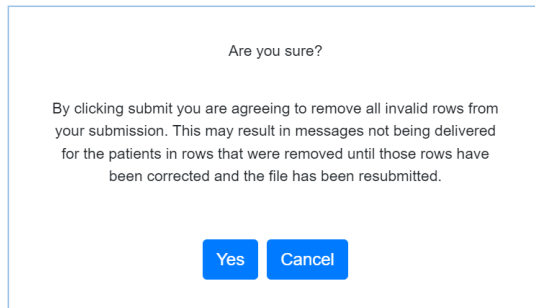 Are you sure?
By clicking submit you are agreeing to remove all invalid rows from
your submission. This may result in messages not being delivered
for the patients in rows that were removed until those rows have
been corrected and the file has been resubmitted.
Yes Cancel